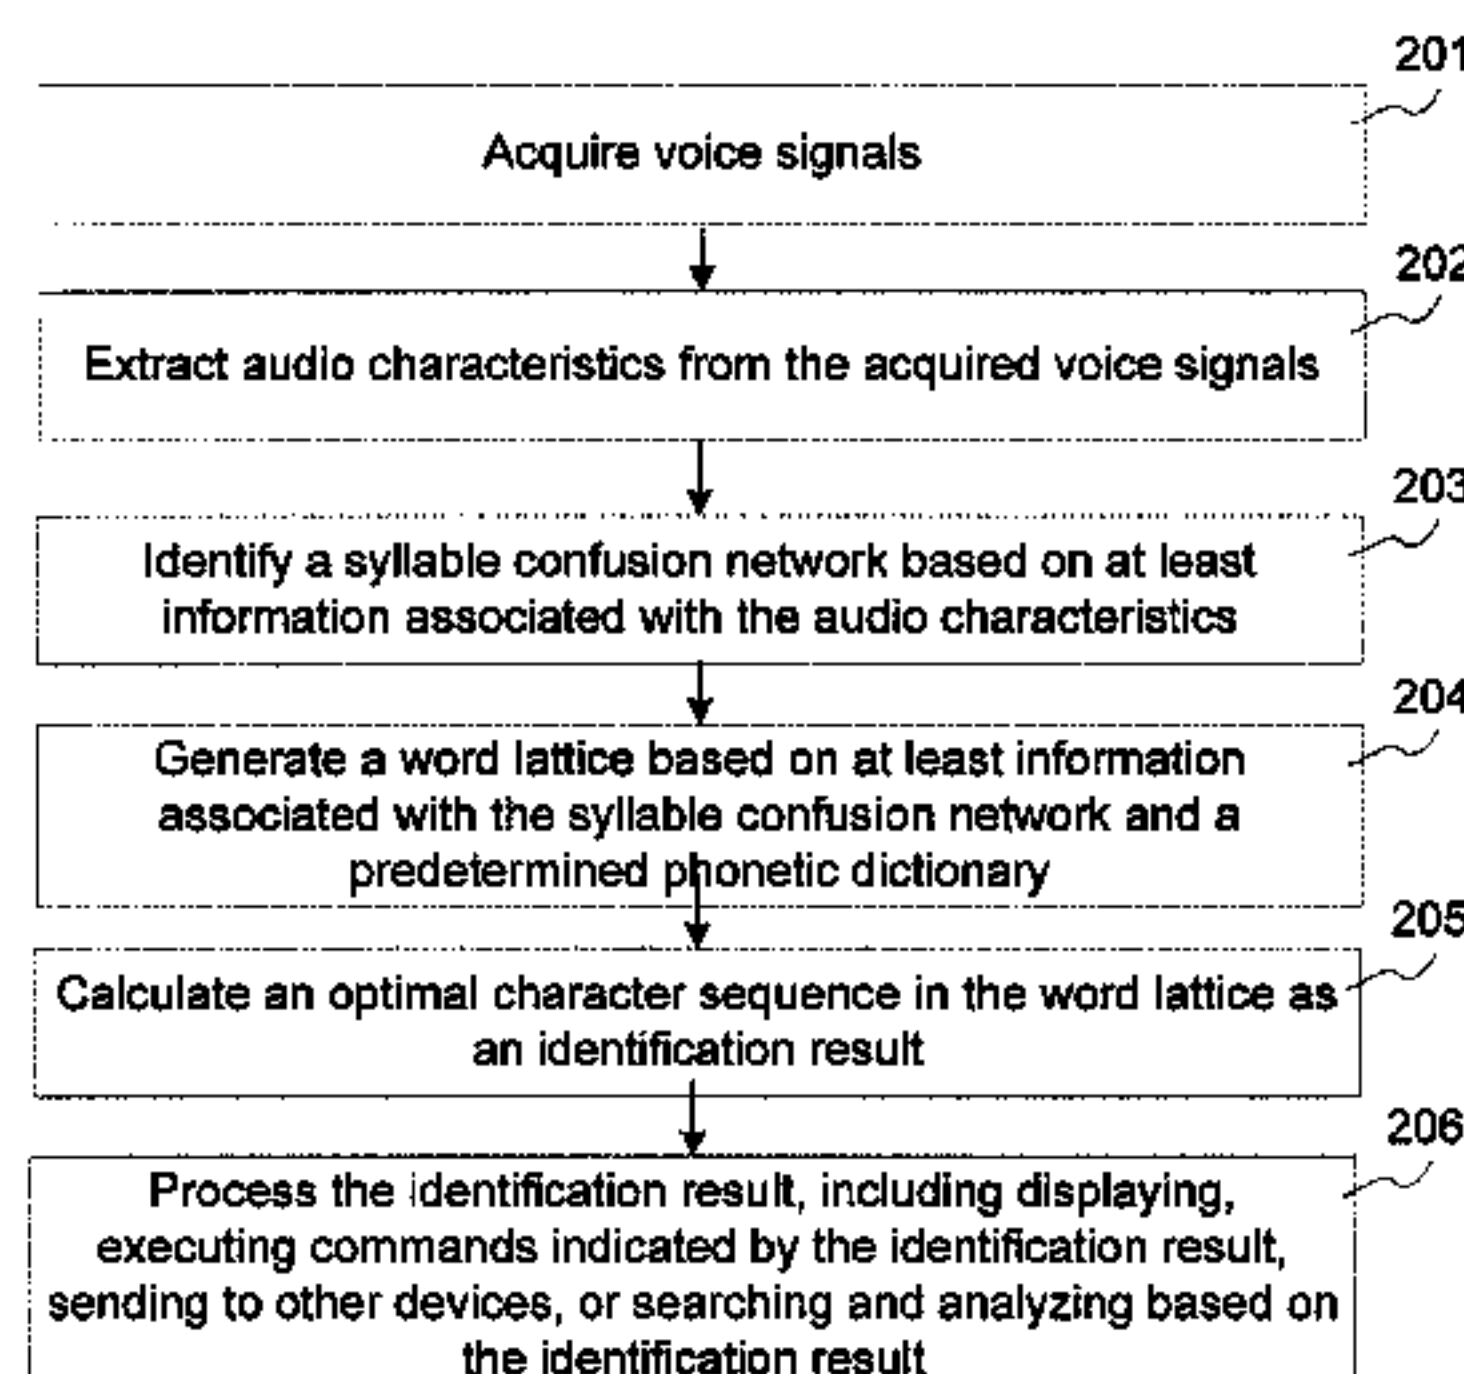 201
Acquire voice signals
202
Extract audio characteristics from the acquired voice signals
203
Identify a syllable confusion network based on at least
information associated with the audio characteristics
204
Generate a word lattice based on at least information
associated with the syllable confusion network and a
predetermined phonetic dictionary
205
Calculate an optimal character sequence in the word lattice as
an identification result
206
Process the identification result, including displaying,
executing commands indicated by the identification result,
sending to other devices, or searching and analyzing based on
the identification result